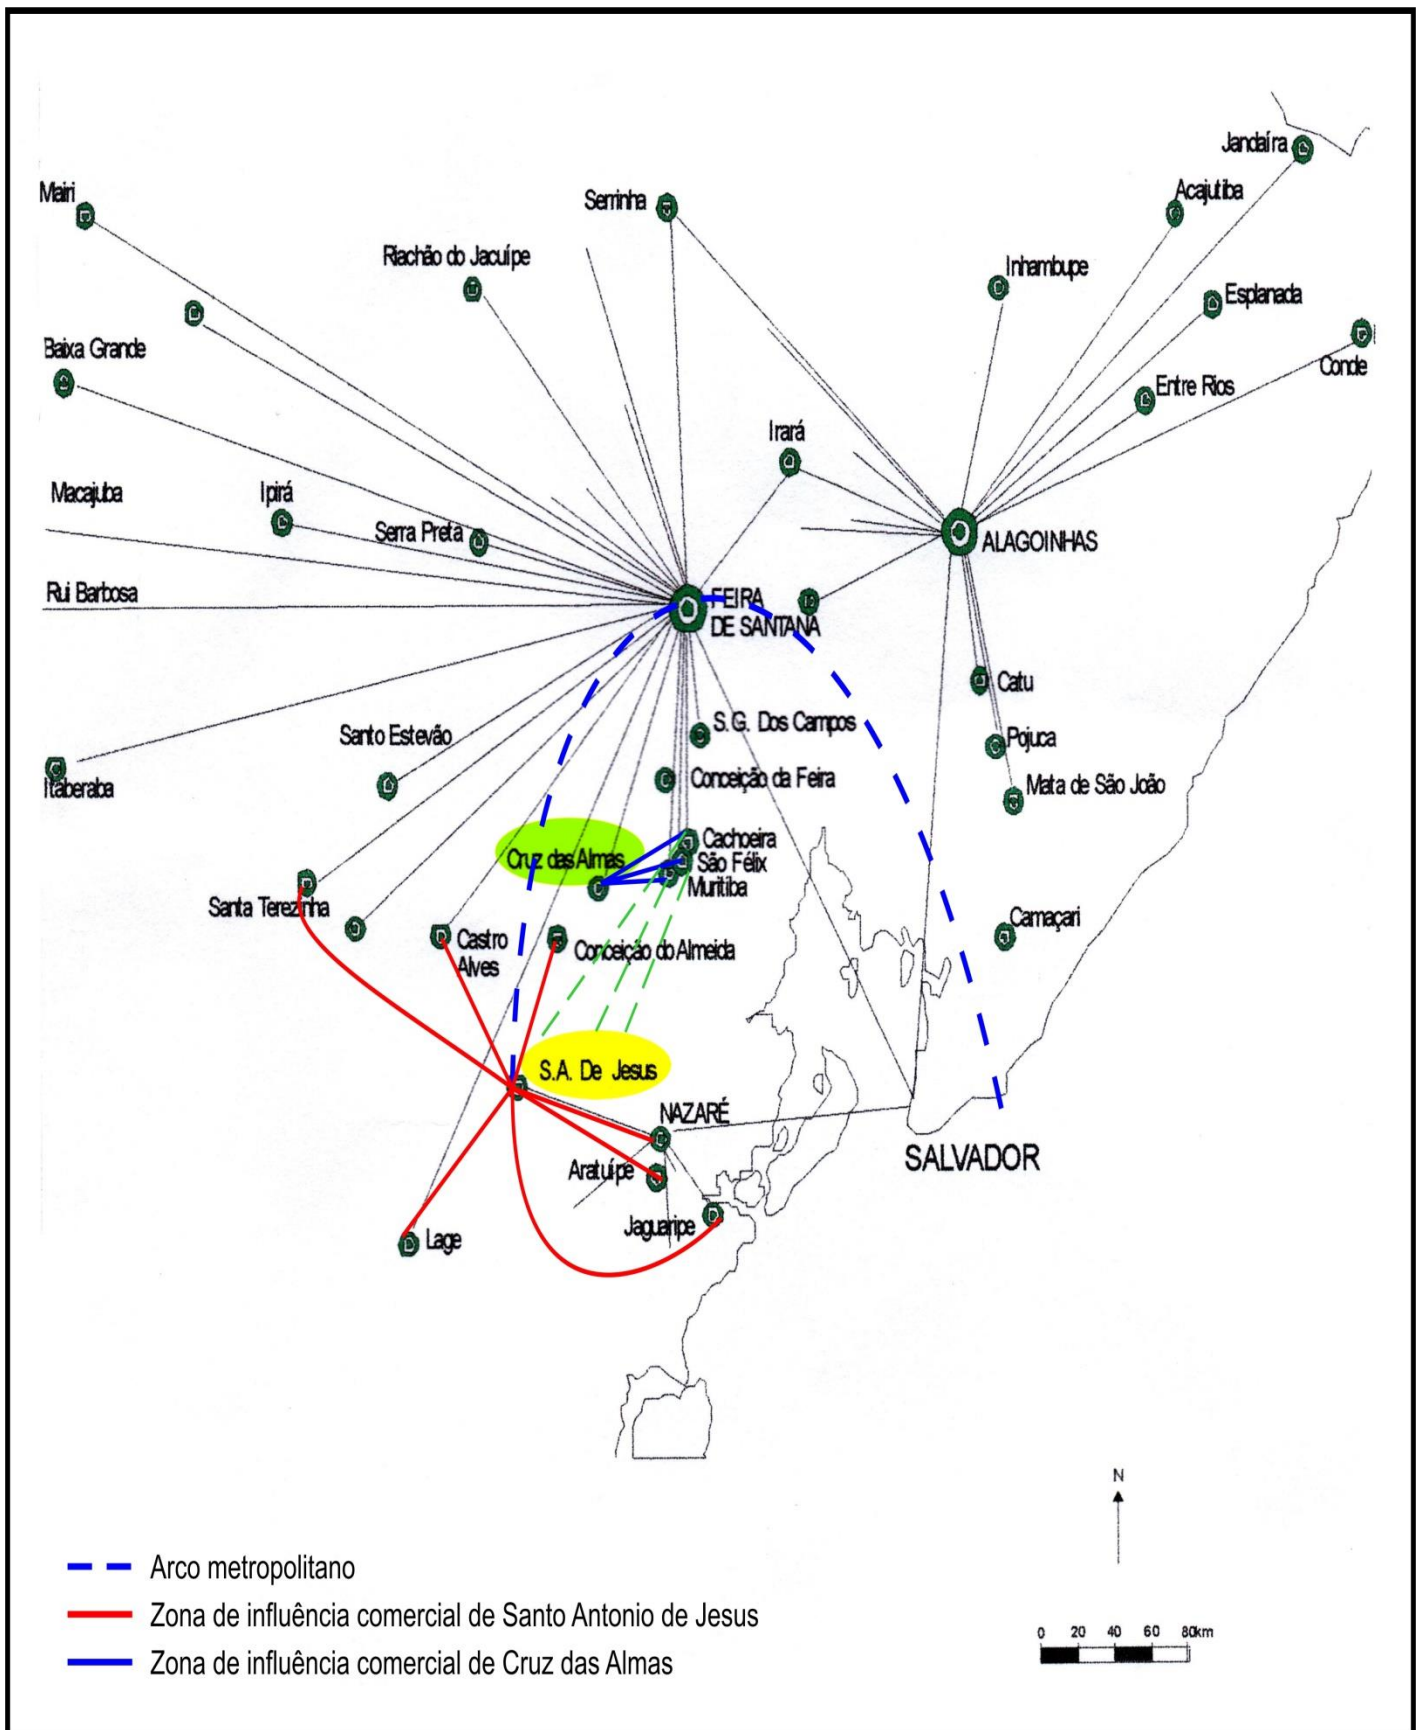 Jandaíra
Acajutiba
Mairi
Serrinha
Riachão do Jacuípe
Inhambupe
Esplanada
Baixa Grande
Conde
Entre Rios
Irará
Macajuba
Ipirá
Serra Preta
ALAGOINHAS
Rui Barbosa
FEIRA
DE SANTANA
Catu
S.G. Dos Campos
Santo Estevão
Pojuca
Itaberaba
Conceição da Feira
Mata de São João
Cachoeira
Cruz das Almas
São Félix
Muritiba
Santa Terezinha
Camaçari
Castro
Alves
Conceição do Almeida
S.A. De Jesus
NAZARÉ
SALVADOR
Aratuípe
Jaguaripe
Lage
N
Arco metropolitano
Zona de influência comercial de Santo Antonio de Jesus
Zona de influência comercial de Cruz das Almas
0 20 40 60 80km